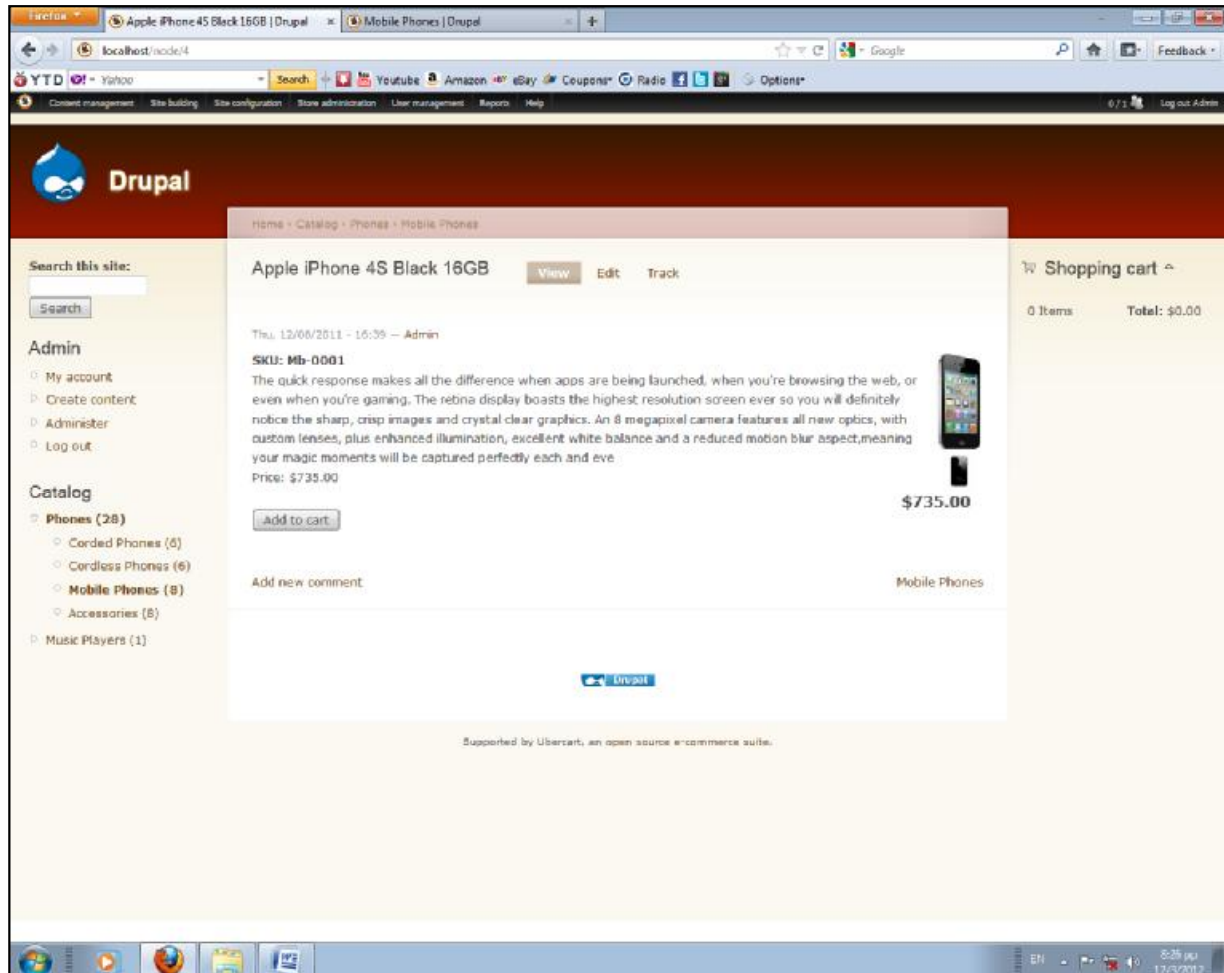 Firefox
Apple iPhone 4S Black 16GB | Drupal
Mobile Phones | Drupal
localhost/node/4
Google
Feedback
YTD
Yahoo
Search
Youtube
Amazon
eBay
Coupons
Radio
Options
Content management
Site building
Site configuration
Store administration
User management
Reports
Help
0/1
Log out Admin
Drupal
Home › Catalog › Phones › Mobile Phones
Search this site:
Search
Admin
My account
Create content
Administer
Log out
Catalog
Phones (28)
Corded Phones (6)
Cordless Phones (6)
Mobile Phones (8)
Accessories (8)
Music Players (1)
Apple iPhone 4S Black 16GB
View
Edit
Track
Thu, 12/08/2011 - 16:39 — Admin
SKU: Mb-0001
The quick response makes all the difference when apps are being launched, when you're browsing the web, or
even when you're gaming. The retina display boasts the highest resolution screen ever so you will definitely
notice the sharp, crisp images and crystal clear graphics. An 8 megapixel camera features all new optics, with
custom lenses, plus enhanced illumination, excellent white balance and a reduced motion blur aspect,meaning
your magic moments will be captured perfectly each and eve
Price: $735.00
$735.00
Add to cart
Add new comment
Mobile Phones
Drupal
Supported by Ubercart, an open source e-commerce suite.
Shopping cart
0 Items
Total: $0.00
EN
8:25 μμ
12/3/2012